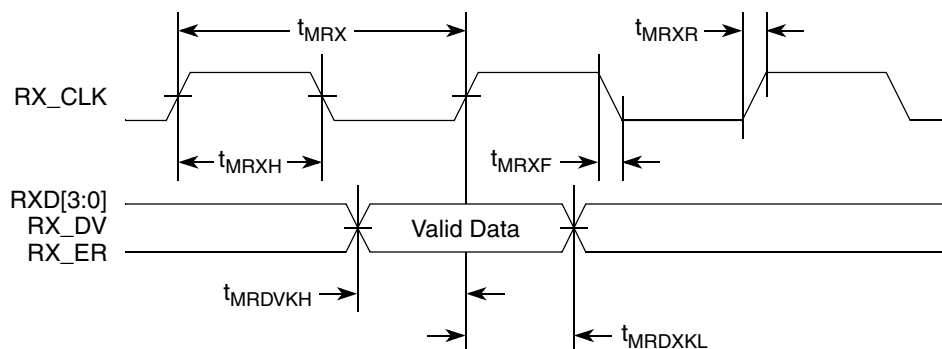 tMRX
tMRXR
RX_CLK
tMRXH
tMRXF
RXD[3:0]
RX_DV
Valid Data
RX_ER
tMRDVKH
tMRDXKL